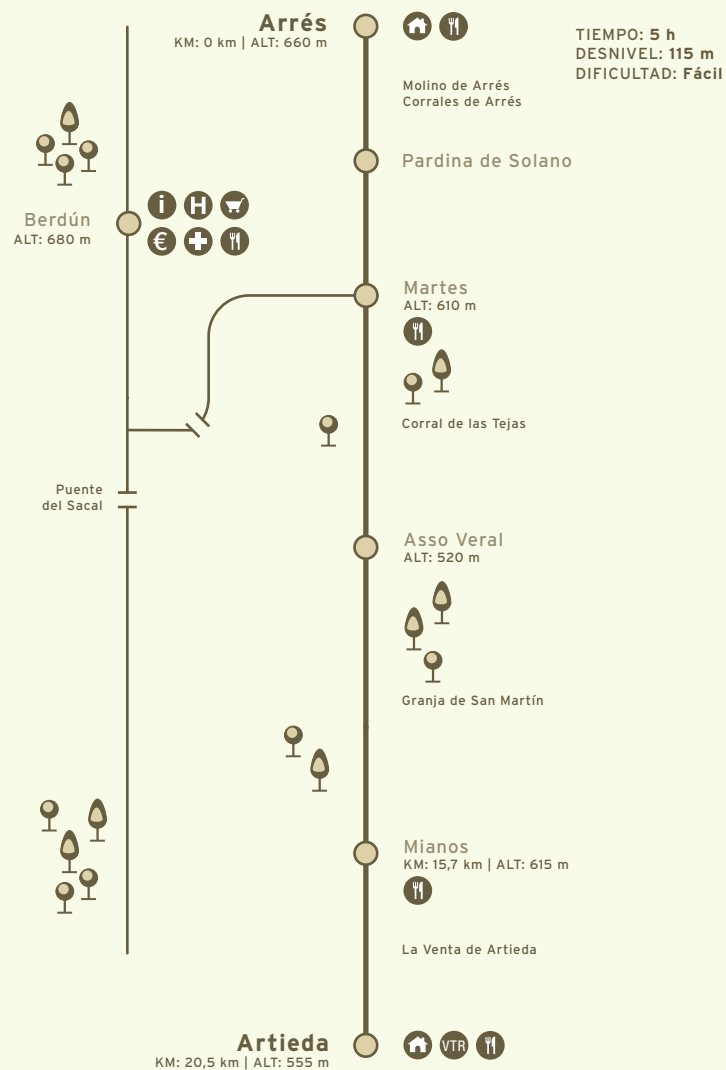 Arrés
KM: 0 km | ALT: 660 m
TIEMPO: 5 h
DESNIVEL: 115 m
DIFICULTAD: Fácil
Molino de Arrés
Corrales de Arrés
Pardina de Solano
Berdún
ALT: 680 m
i H
€
Martes
ALT: 610 m
Corral de las Tejas
Puente
del Sacal
Asso Veral
ALT: 520 m
Granja de San Martín
Mianos
KM: 15,7 km | ALT: 615 m
La Venta de Artieda
Artieda
KM: 20,5 km | ALT: 555 m
VTR